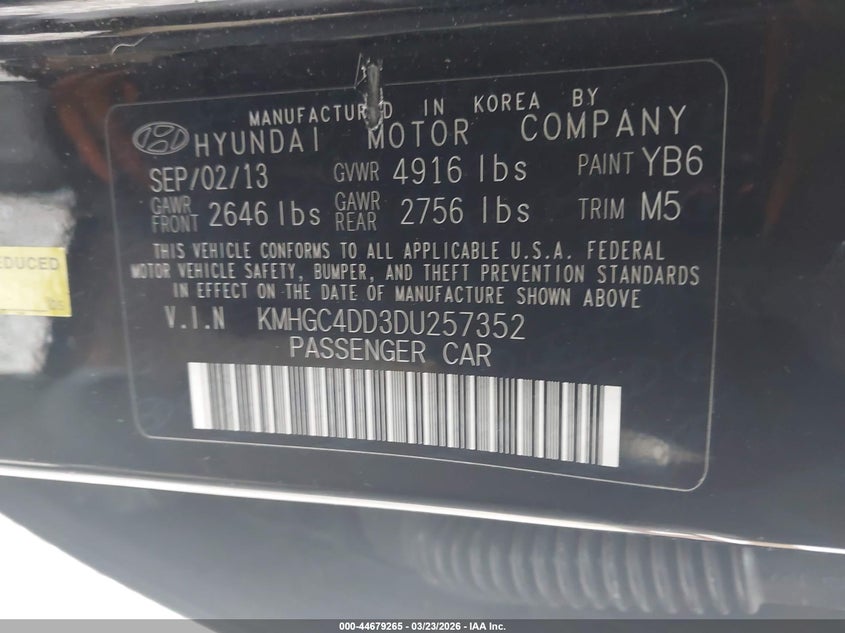 MANUFACTURED IN KOREA BY
HYUNDAI MOTOR COMPANY
SEP/02/13 GVWR 4916 lbs PAINT YB6
GAWR FRONT 2646 lbs GAWR REAR 2756 lbs TRIM M5
THIS VEHICLE CONFORMS TO ALL APPLICABLE U.S.A. FEDERAL
MOTOR VEHICLE SAFETY, BUMPER, AND THEFT PREVENTION STANDARDS
IN EFFECT ON THE DATE OF MANUFACTURE SHOWN ABOVE
V.I.N KMHGC4DD3DU257352
PASSENGER CAR
EDUCED
000-44679265 - 03/23/2026 - IAA Inc.